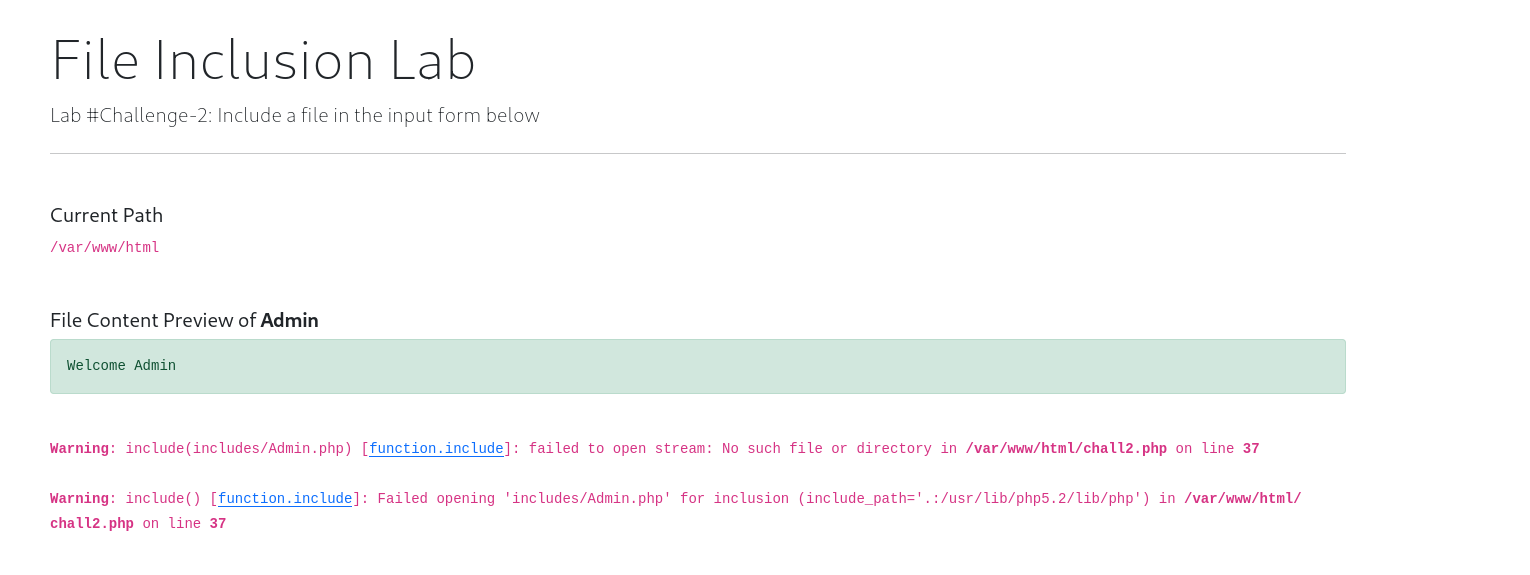 File Inclusion Lab
Lab #Challenge-2: Include a file in the input form below
Current Path
/var/www/html
File Content Preview of Admin
Welcome Admin
Warning: include(includes/Admin.php) [function.include]: failed to open stream: No such file or directory in /var/www/html/chall2.php on line 37
Warning: include() [function.include]: Failed opening 'includes/Admin.php' for inclusion (include_path='.:/usr/lib/php5.2/lib/php') in /var/www/html/
chall2.php on line 37